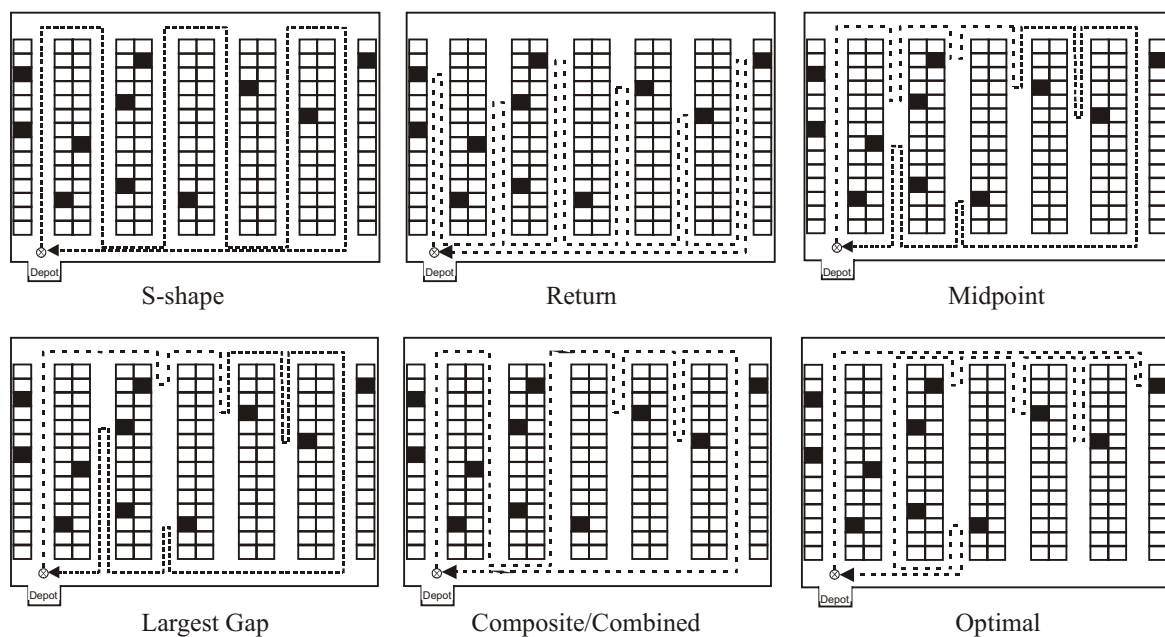 Depot
Depot
Depot
S-shape
Return
Midpoint
Depot
Depot
Depot
Largest Gap
Composite/Combined
Optimal